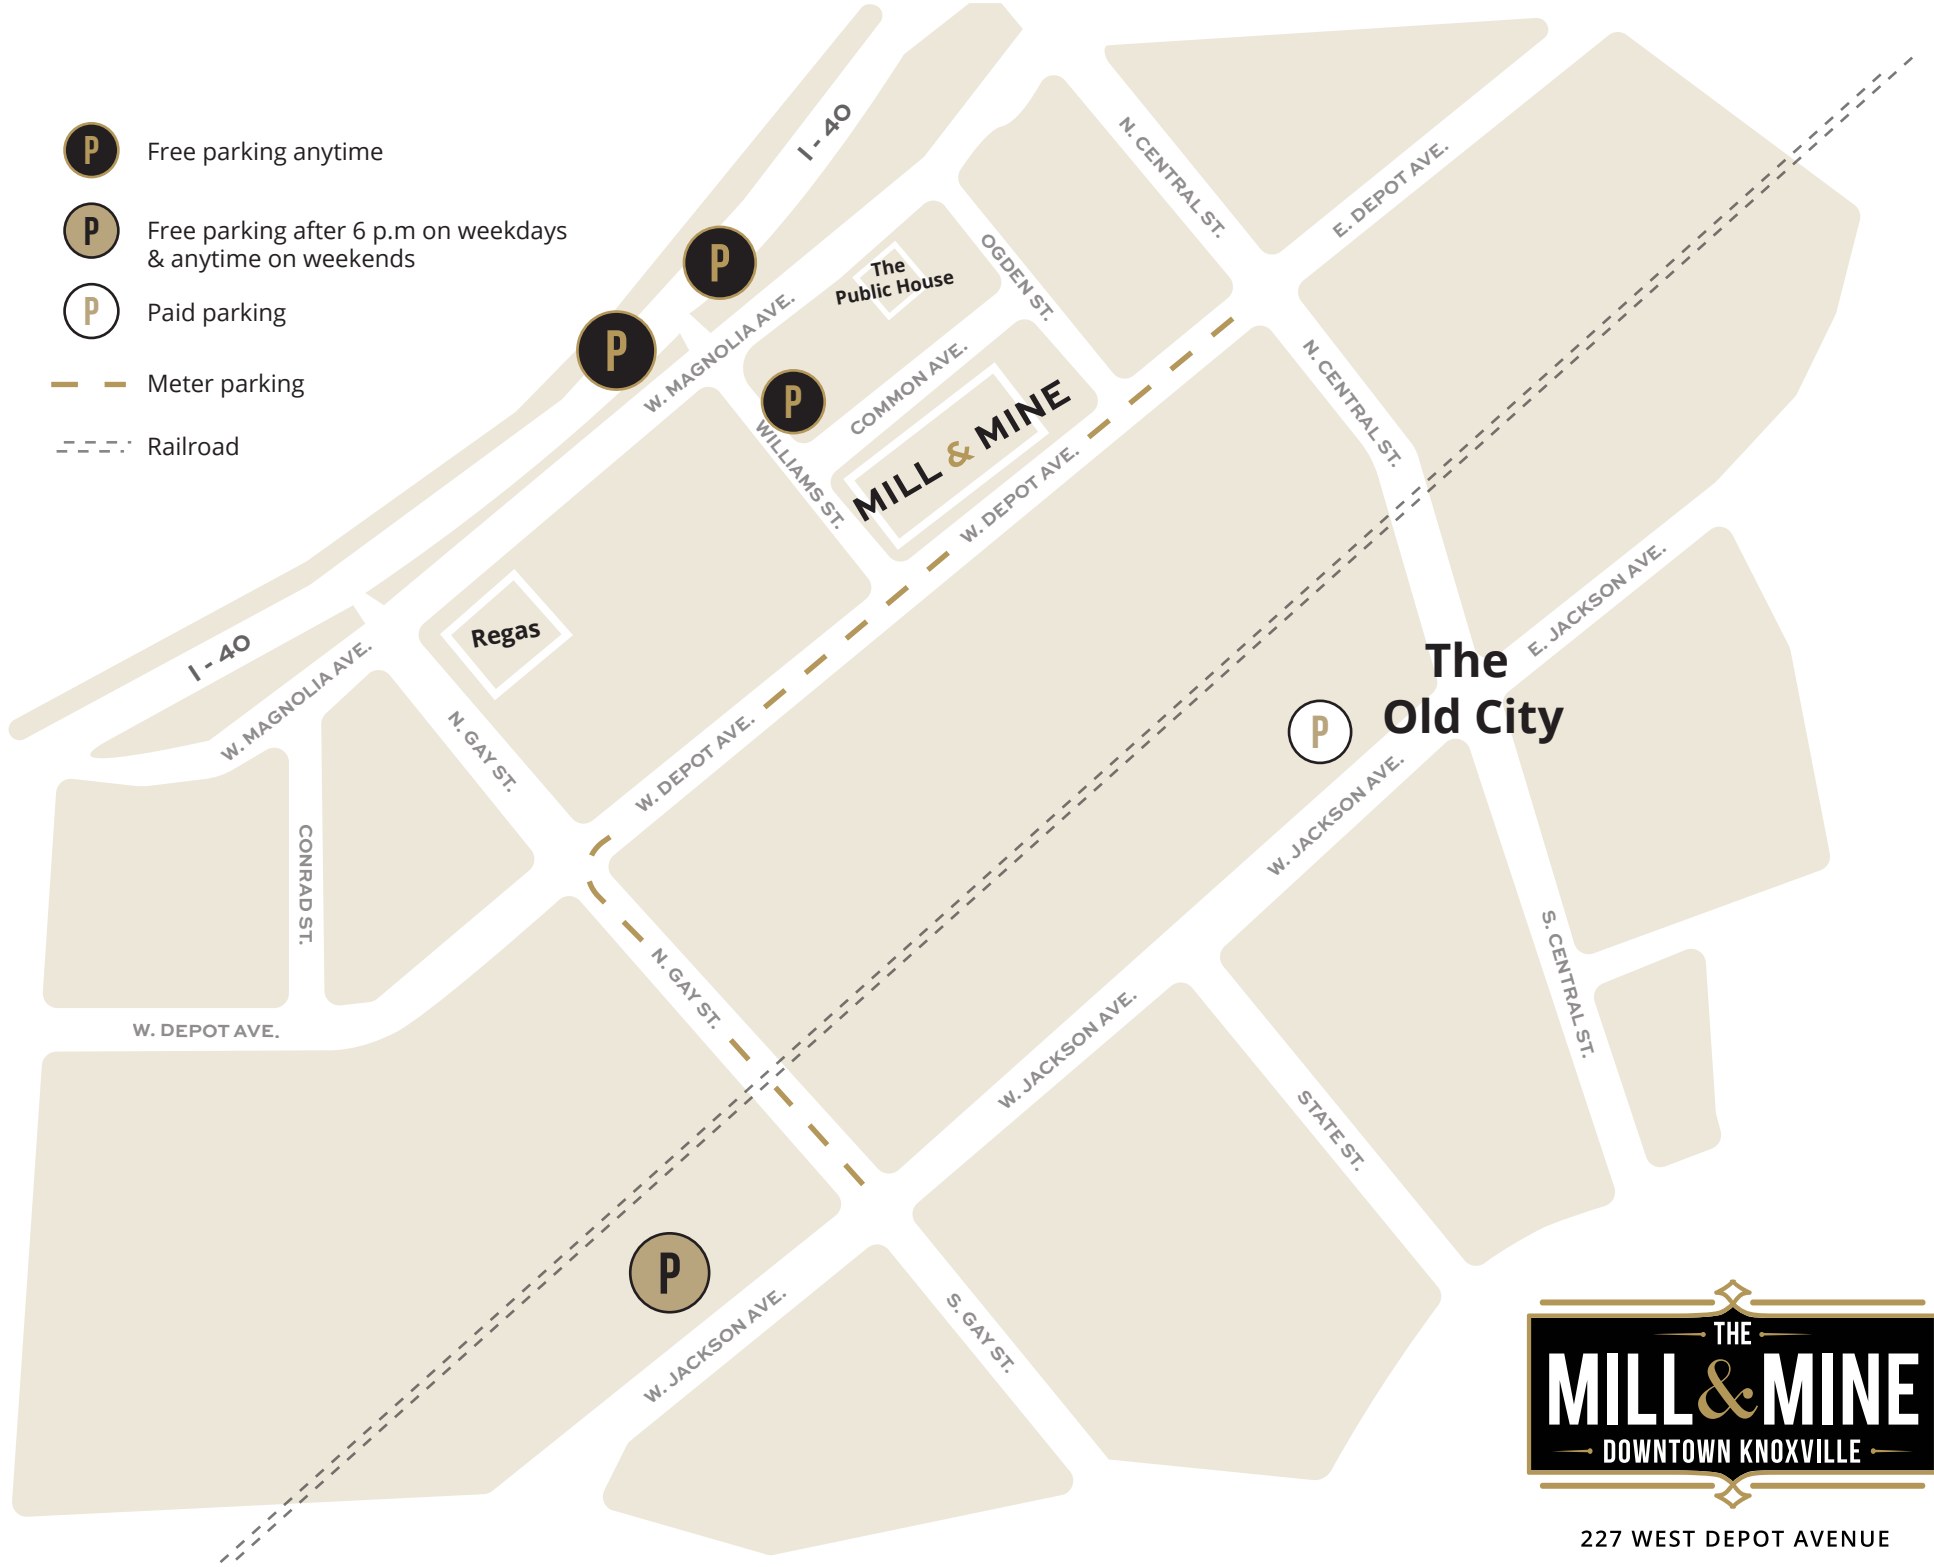 P Free parking anytime
P Free parking after 6 p.m on weekdays
& anytime on weekends
P Paid parking
Meter parking
Railroad
I - 40
N. CENTRAL ST.
E. DEPOT AVE.
P
The
Public House
OGDEN ST.
P
W. MAGNOLIA AVE.
P
COMMON AVE.
MILL & MINE
WILLIAMS ST.
W. DEPOT AVE.
N. CENTRAL ST.
Regas
I - 40
W. MAGNOLIA AVE.
N. GAY ST.
W. DEPOT AVE.
E. JACKSON AVE.
The
Old City
P
W. JACKSON AVE.
CONRAD ST.
N. GAY ST.
S. CENTRAL ST.
W. DEPOT AVE.
W. JACKSON AVE.
STATE ST.
P
W. JACKSON AVE.
S. GAY ST.
THE
MILL & MINE
DOWNTOWN KNOXVILLE
227 WEST DEPOT AVENUE